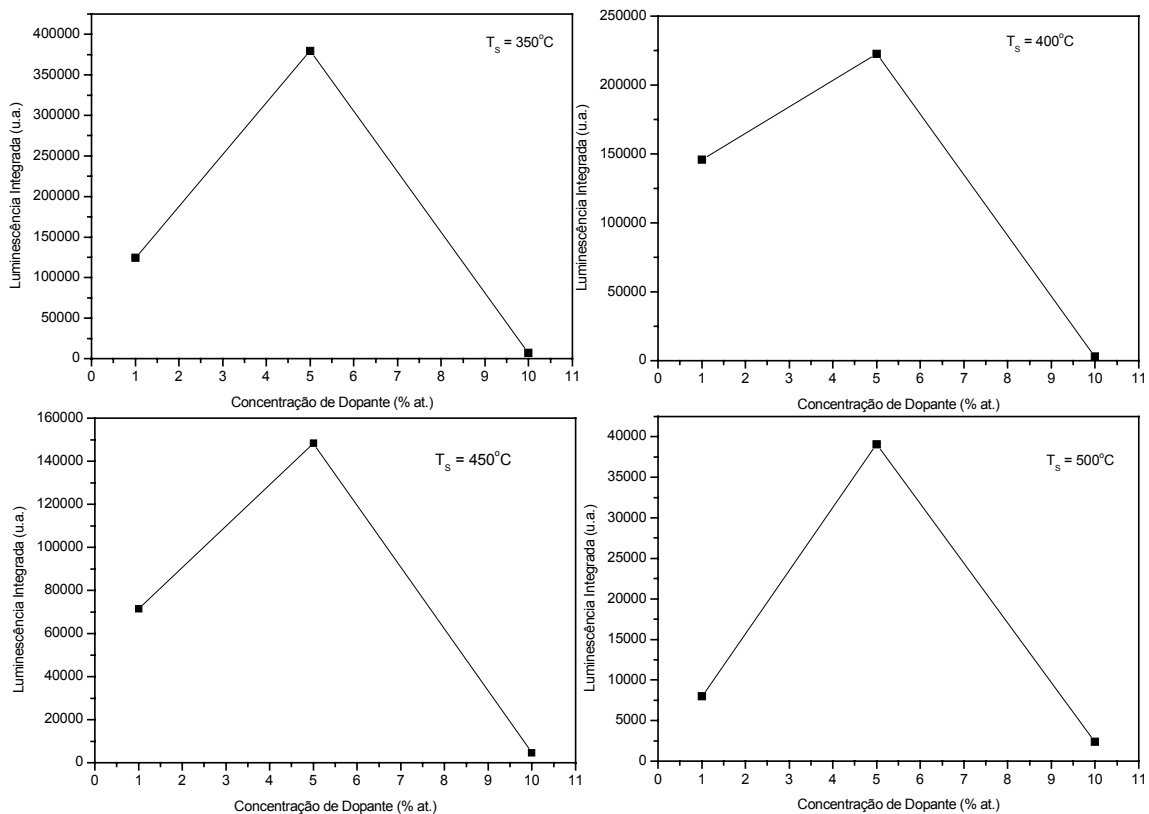 Luminescência Integrada (u.a.)
400000
350000
300000
250000
200000
150000
100000
50000
0
T_S = 350°C
0 1 2 3 4 5 6 7 8 9 10 11
Concentração de Dopante (% at.)
Luminescência Integrada (u.a.)
250000
200000
150000
100000
50000
0
T_S = 400°C
0 1 2 3 4 5 6 7 8 9 10 11
Concentração de Dopante (% at.)
Luminescência Integrada (u.a.)
160000
140000
120000
100000
80000
60000
40000
20000
0
T_S = 450°C
0 1 2 3 4 5 6 7 8 9 10 11
Concentração de Dopante (% at.)
Luminescência Integrada (u.a.)
40000
35000
30000
25000
20000
15000
10000
5000
0
T_S = 500°C
0 1 2 3 4 5 6 7 8 9 10 11
Concentração de Dopante (% at.)